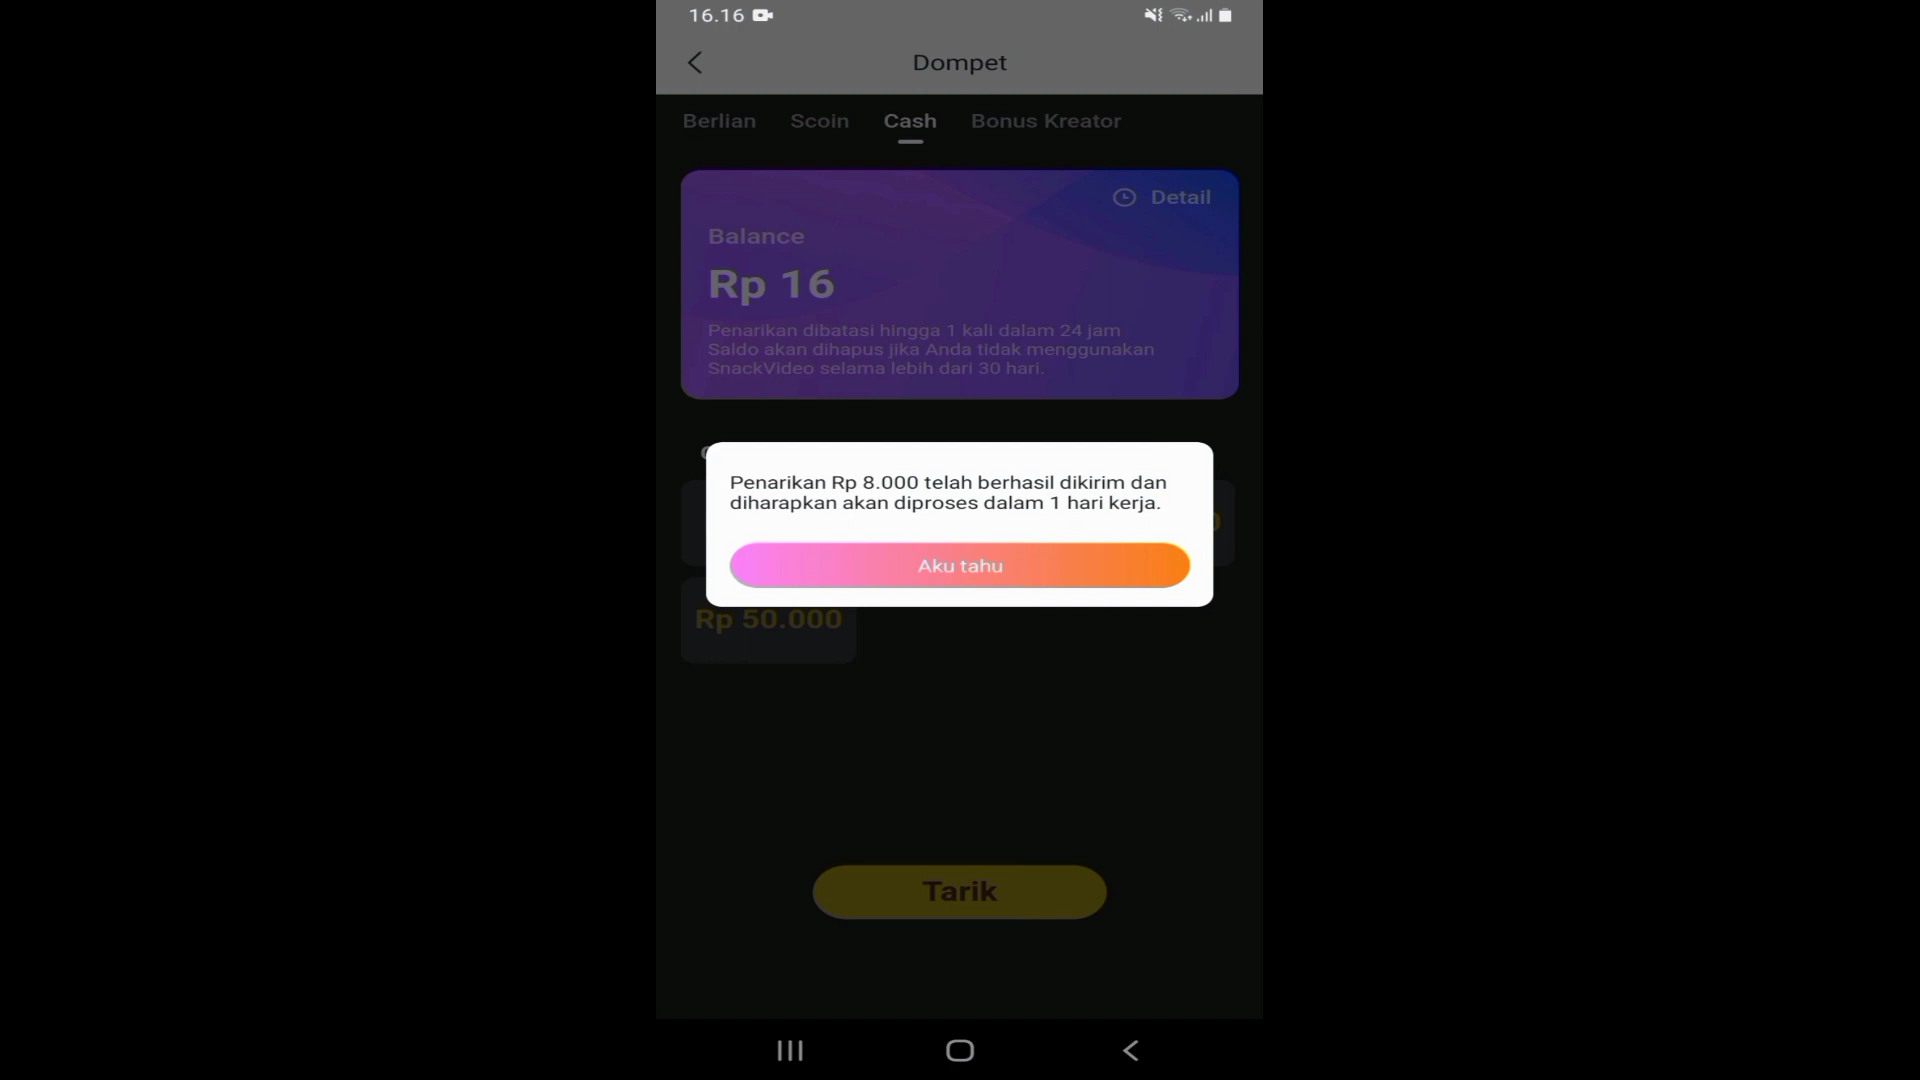 16.16
Dompet
Berlian Scoin Cash Bonus Kreator
Detail
Balance
Rp 16
Penarikan dibatasi hingga 1 kali dalam 24 jam
Saldo akan dihapus jika Anda tidak menggunakan
SnackVideo selama lebih dari 30 hari.
Penarikan Rp 8.000 telah berhasil dikirim dan
diharapkan akan diproses dalam 1 hari kerja.
Aku tahu
Rp 50.000
Tarik